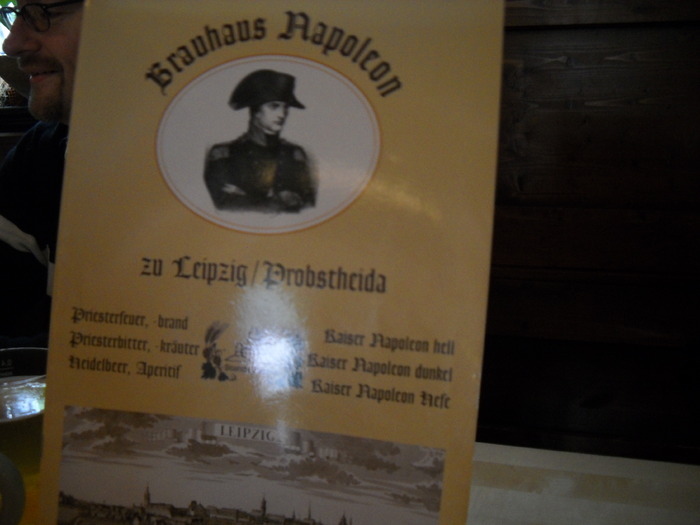 Brauhaus Napoleon
zu Leipzig/Probstheida
Priesterfeuer, -brand
Priesterbitter, -kräuter
Heidelbeer, Aperitif
Kaiser Napoleon hell
Kaiser Napoleon dunkel
Kaiser Napoleon Hefe
LEIPZIG